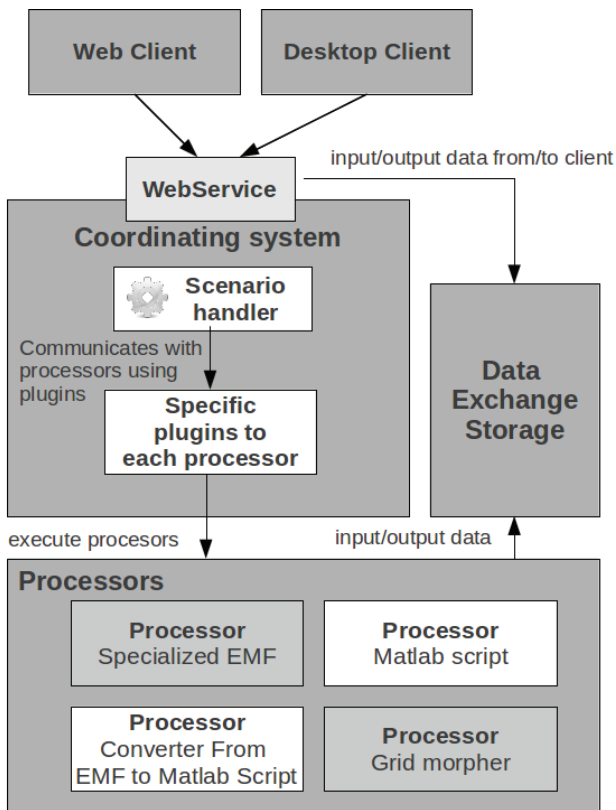 Web Client
Desktop Client
input/output data from/to client
WebService
Coordinating system
Scenario
handler
Communicates with
processors using
plugins
Specific
plugins to
each processor
Data
Exchange
Storage
execute procesors
input/output data
Processors
Processor
Specialized EMF
Processor
Matlab script
Processor
Converter From
EMF to Matlab Script
Processor
Grid morpher